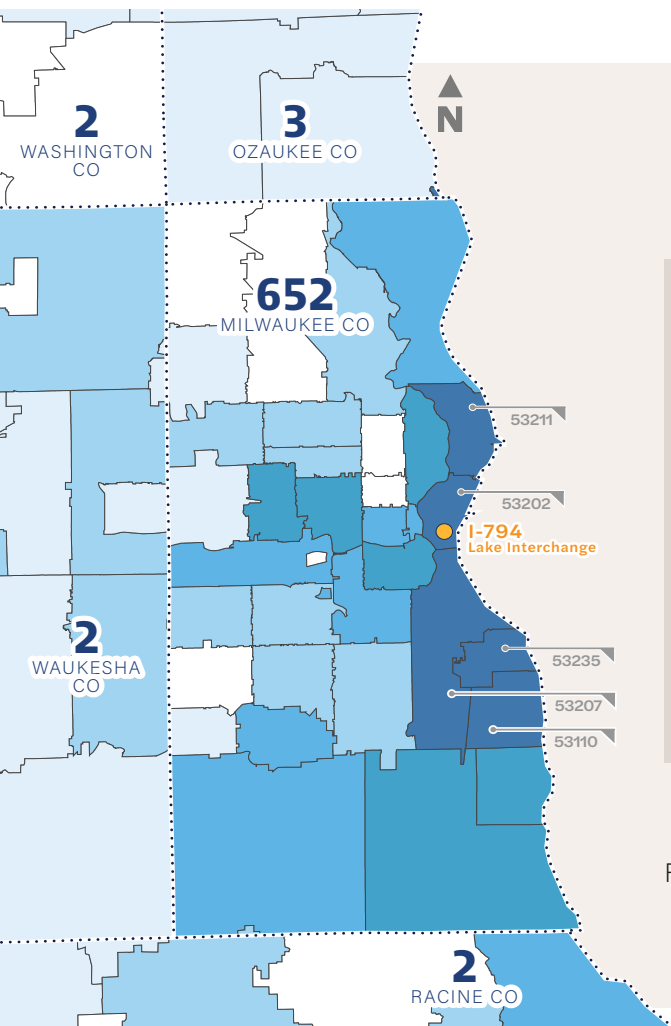 N
2
WASHINGTON
CO
3
OZAUKEE CO
652
MILWAUKEE CO
53211
53202
I-794
Lake Interchange
2
WAUKESHA
CO
53235
53207
53110
2
RACINE CO